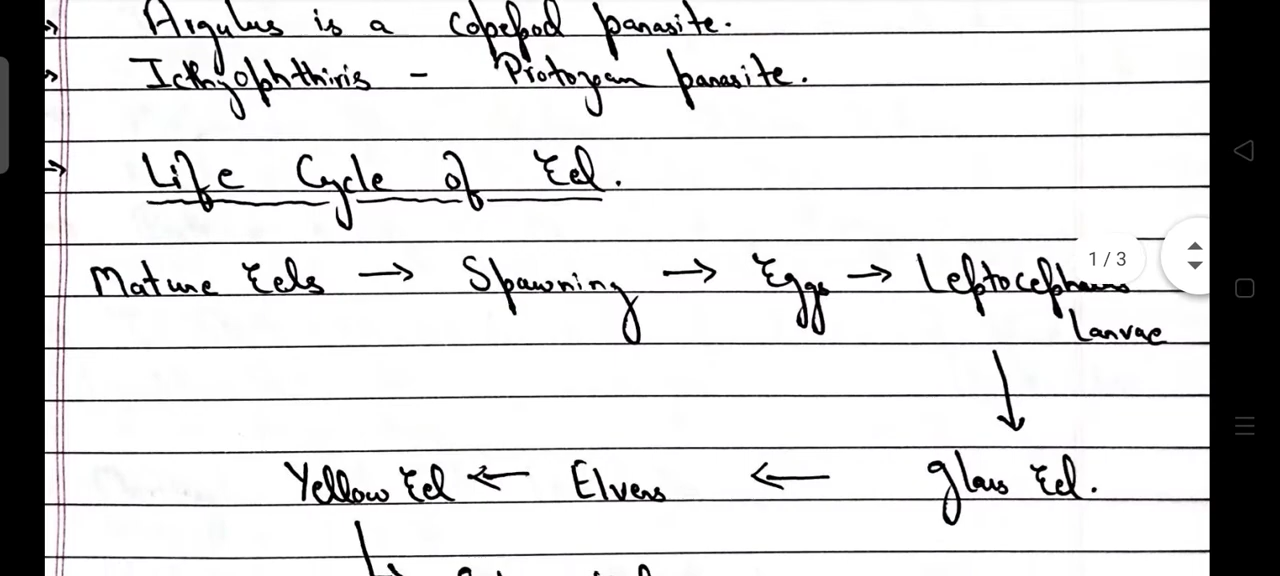 → Argulus is a copepod parasite.
→ Icthyophthiris - Protozoan parasite.
→ Life Cycle of Eel.
Mature Eels → Spawning → Eggs → Leptocephalus
1 / 3
Larvae
↓
Yellow Eel ← Elvers ← glass Eel.